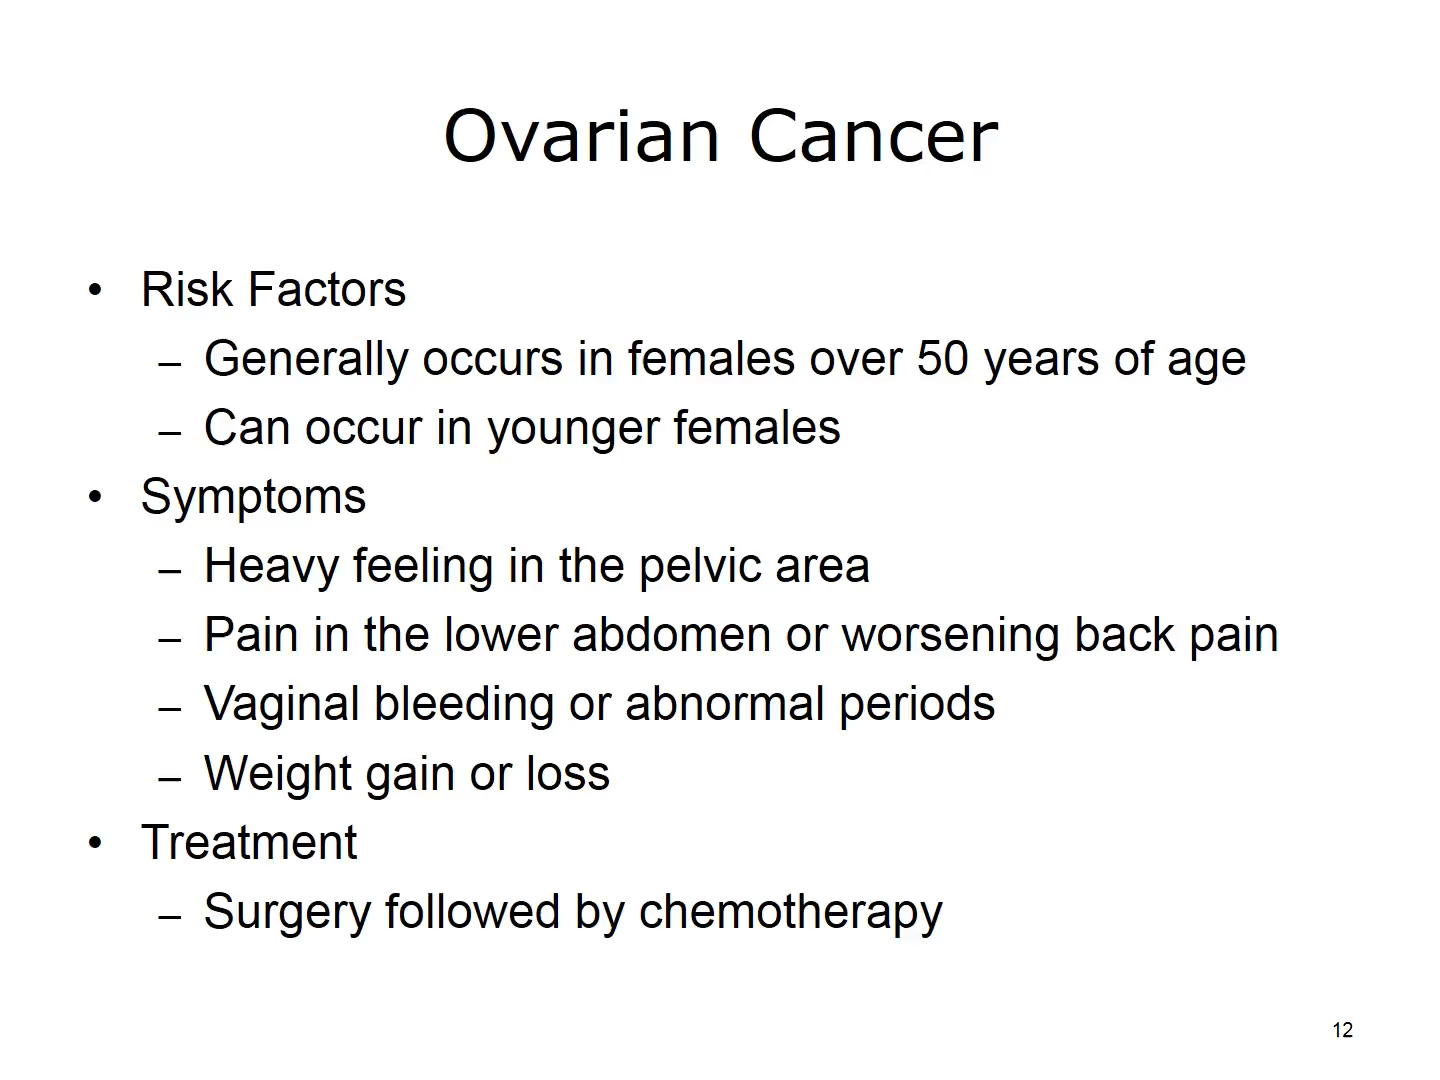 Ovarian Cancer
• Risk Factors
– Generally occurs in females over 50 years of age
– Can occur in younger females
• Symptoms
– Heavy feeling in the pelvic area
– Pain in the lower abdomen or worsening back pain
– Vaginal bleeding or abnormal periods
– Weight gain or loss
• Treatment
– Surgery followed by chemotherapy
12